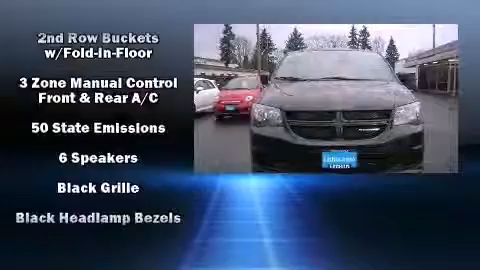 2nd Row Buckets
w/Fold-In-Floor
3 Zone Manual Control
Front & Rear A/C
50 State Emissions
6 Speakers
Black Grille
Black Headlamp Bezels